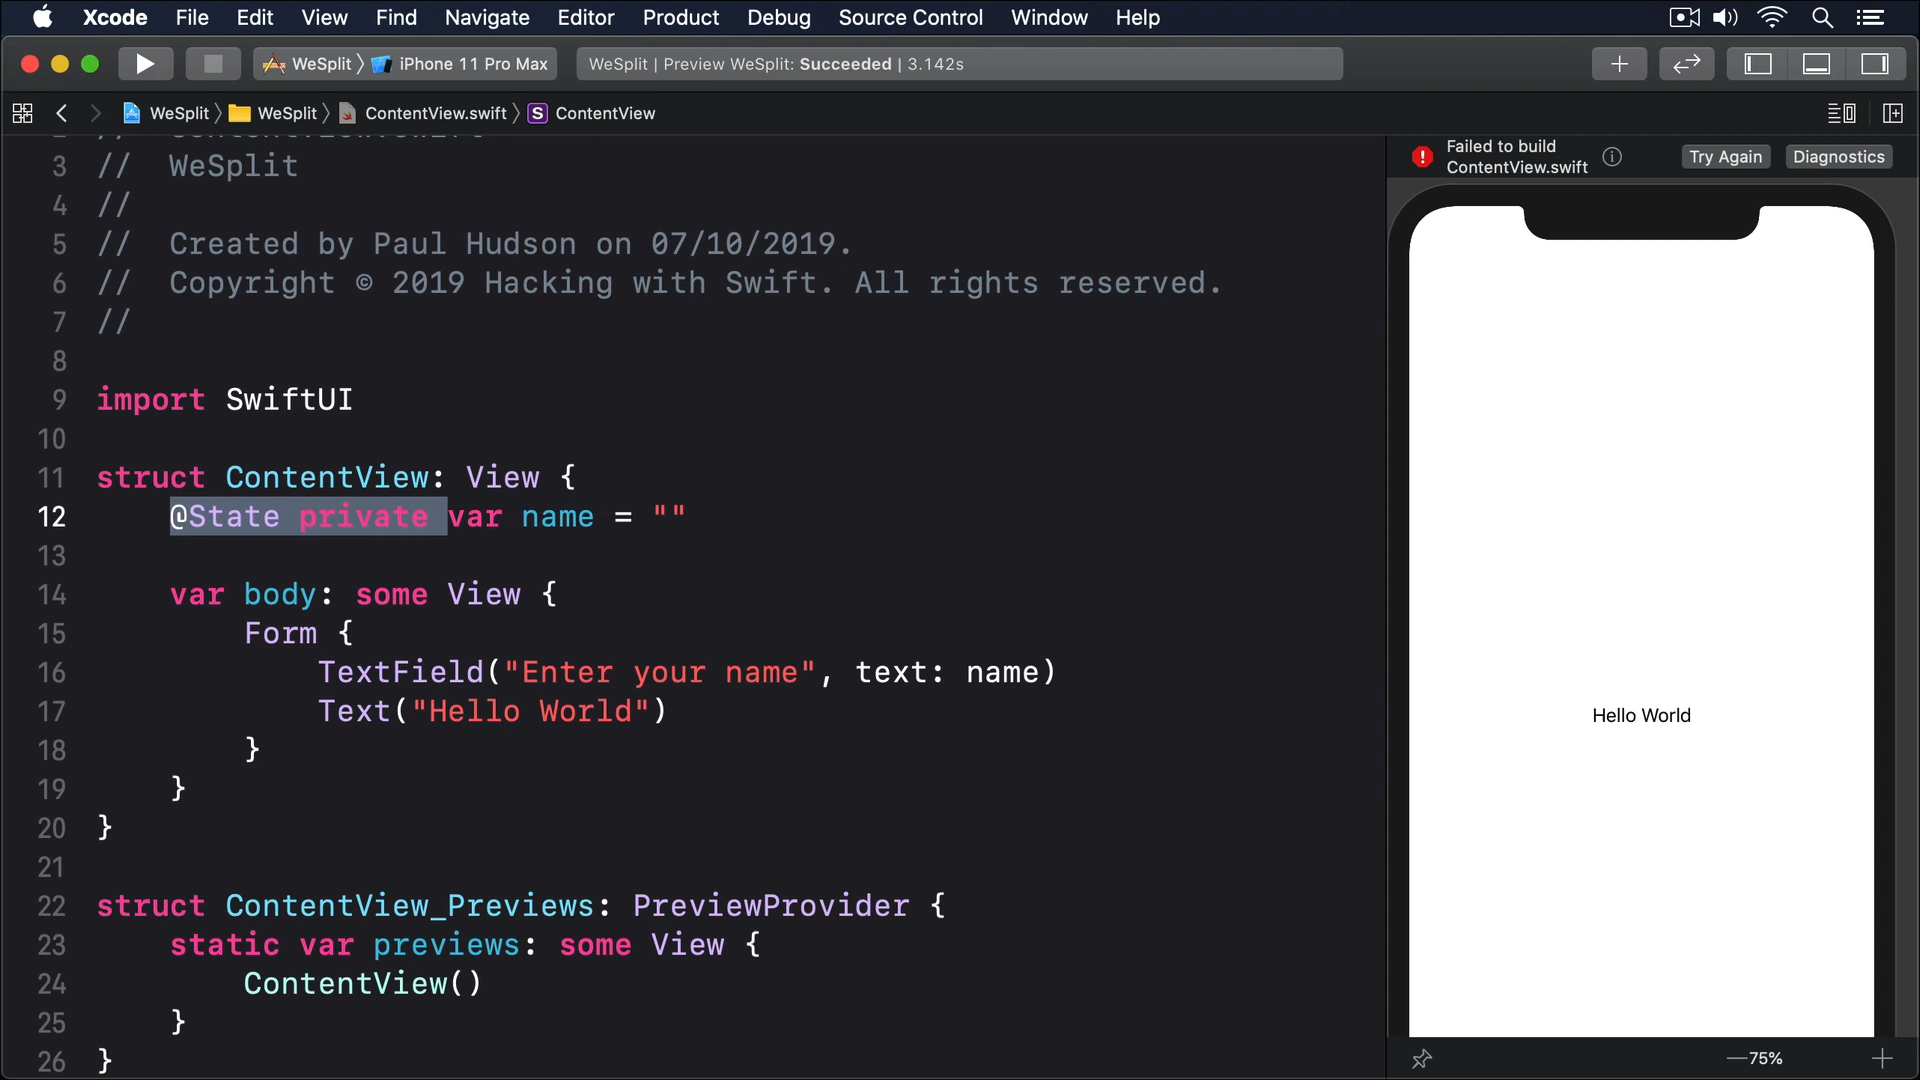 Xcode File Edit View Find Navigate Editor Product Debug Source Control Window Help
WeSplit iPhone 11 Pro Max WeSplit | Preview WeSplit: Succeeded | 3.142s
WeSplit WeSplit ContentView.swift S ContentView
Failed to build
ContentView.swift
Try Again Diagnostics
3 //  WeSplit
4 //
5 //  Created by Paul Hudson on 07/10/2019.
6 //  Copyright © 2019 Hacking with Swift. All rights reserved.
7 //
8
9 import SwiftUI
10
11 struct ContentView: View {
12     @State private var name = ""
13
14     var body: some View {
15         Form {
16             TextField("Enter your name", text: name)
17             Text("Hello World")
18         }
19     }
20 }
21
22 struct ContentView_Previews: PreviewProvider {
23     static var previews: some View {
24         ContentView()
25     }
26 }
Hello World
75%